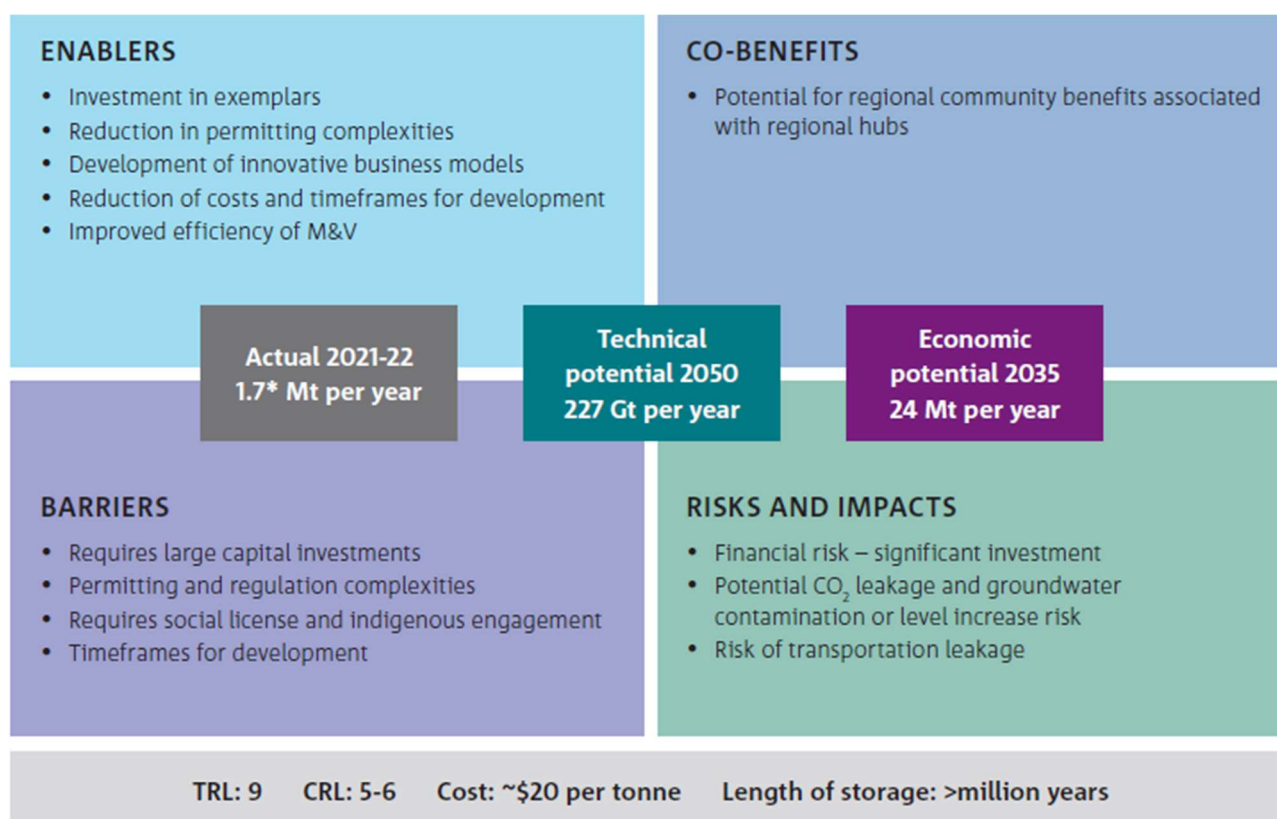 ENABLERS
• Investment in exemplars
• Reduction in permitting complexities
• Development of innovative business models
• Reduction of costs and timeframes for development
• Improved efficiency of M&V
CO-BENEFITS
• Potential for regional community benefits associated
with regional hubs
Actual 2021-22
1.7* Mt per year
Technical
potential 2050
227 Gt per year
Economic
potential 2035
24 Mt per year
BARRIERS
• Requires large capital investments
• Permitting and regulation complexities
• Requires social license and indigenous engagement
• Timeframes for development
RISKS AND IMPACTS
• Financial risk – significant investment
• Potential CO₂ leakage and groundwater
contamination or level increase risk
• Risk of transportation leakage
TRL: 9 CRL: 5-6 Cost: ~$20 per tonne Length of storage: >million years